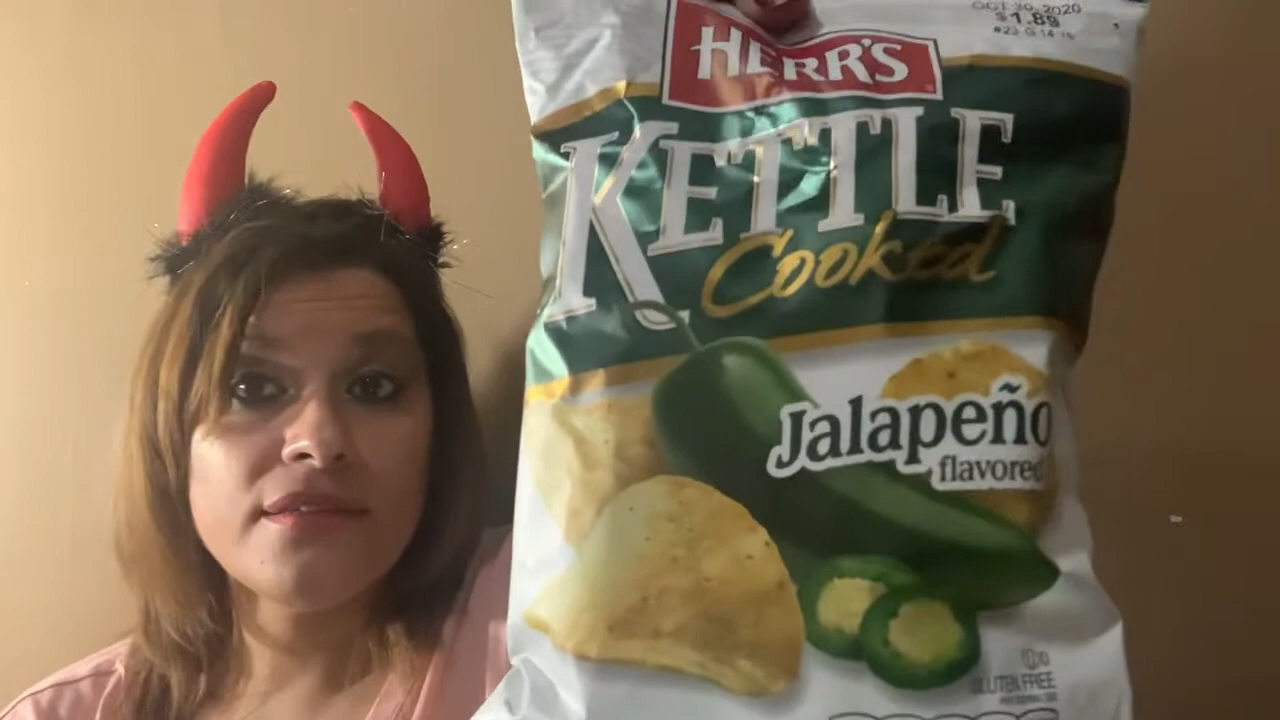 OCT 30, 2020
$1.89
HERR'S
KETTLE
Cooked
Jalapeño
flavored
GLUTEN FREE